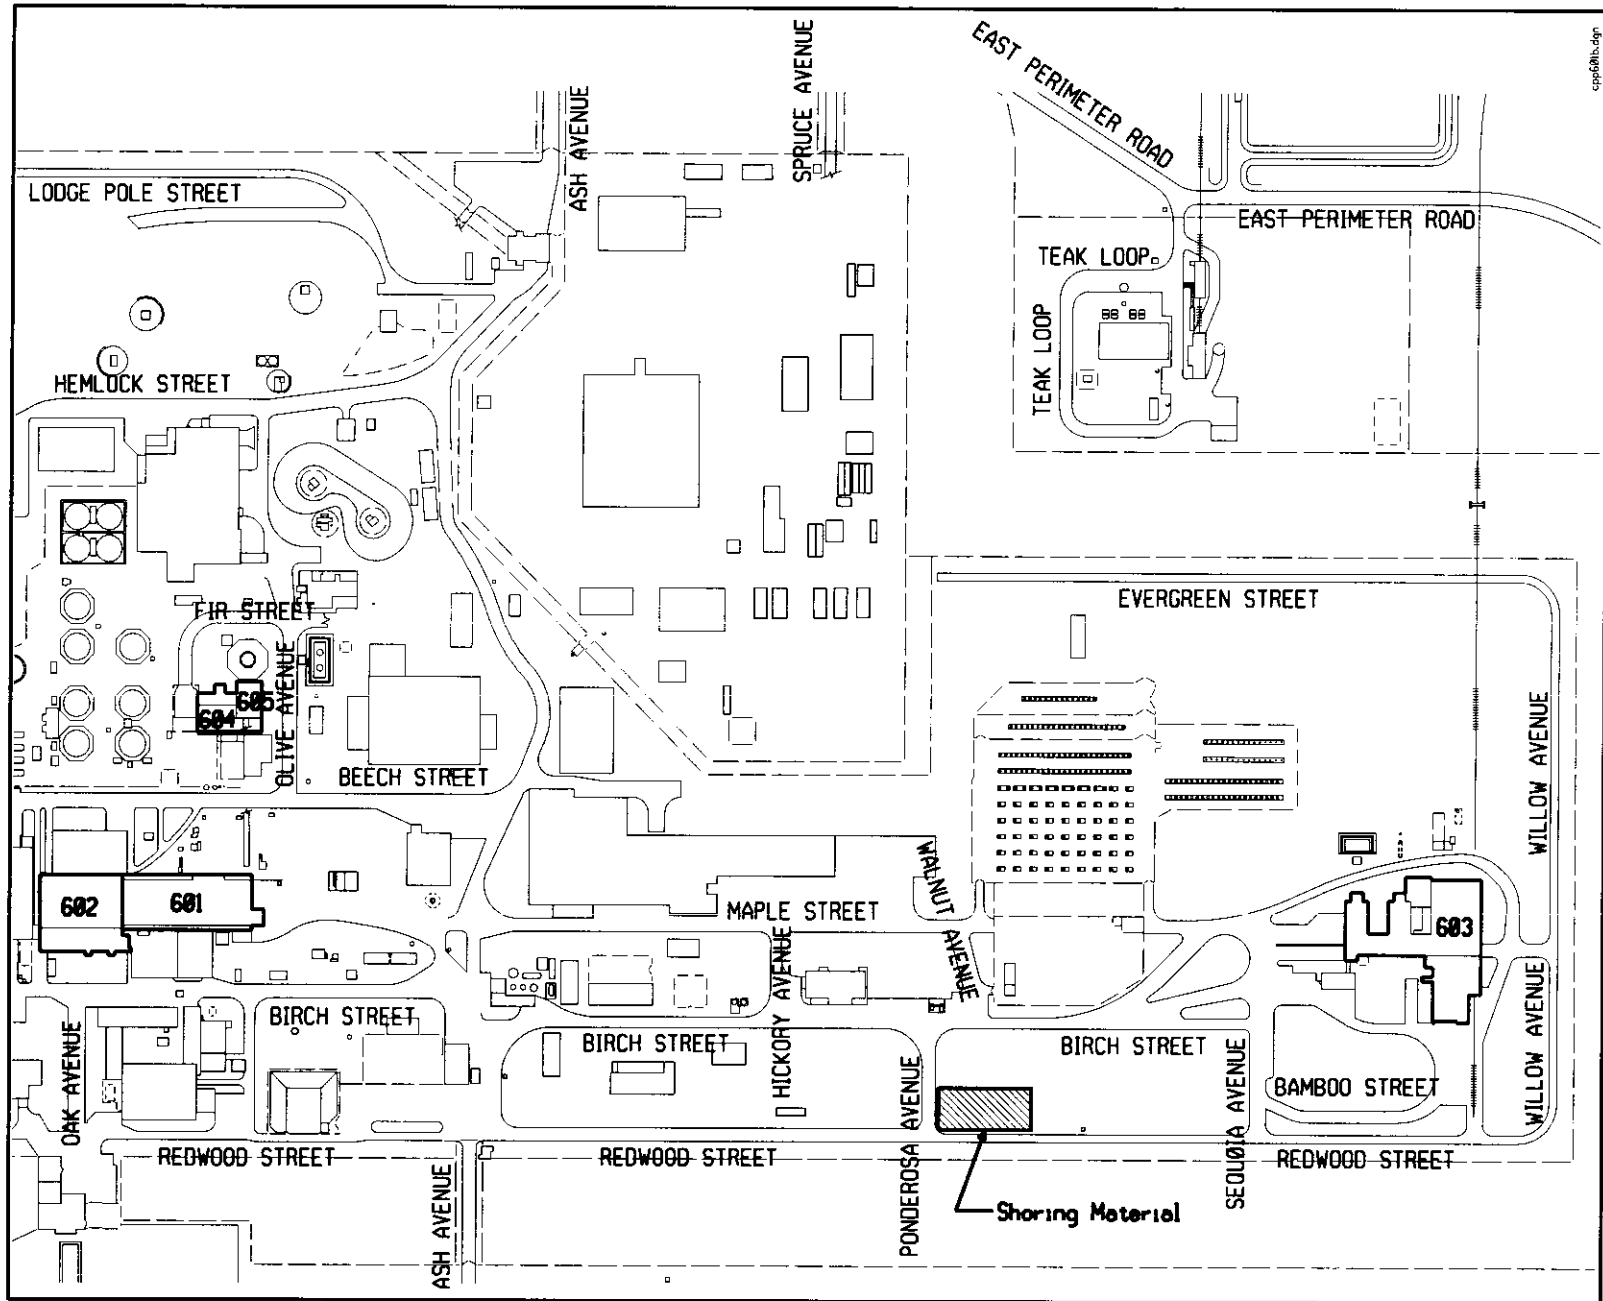 cpp601b.dgn
EAST PERIMETER ROAD
SPRUCE AVENUE
ASH AVENUE
LODGE POLE STREET
EAST PERIMETER ROAD
TEAK LOOP
TEAK LOOP
HEMLOCK STREET
EVERGREEN STREET
FIR STREET
OLIVE AVENUE
605
604
WILLOW AVENUE
BEECH STREET
WALNUT AVENUE
602
601
MAPLE STREET
603
HICKORY AVENUE
BIRCH STREET
BIRCH STREET
BIRCH STREET
OAK AVENUE
PONDEROSA AVENUE
SEQUOIA AVENUE
BAMBOO STREET
WILLOW AVENUE
REDWOOD STREET
REDWOOD STREET
REDWOOD STREET
ASH AVENUE
Shoring Material